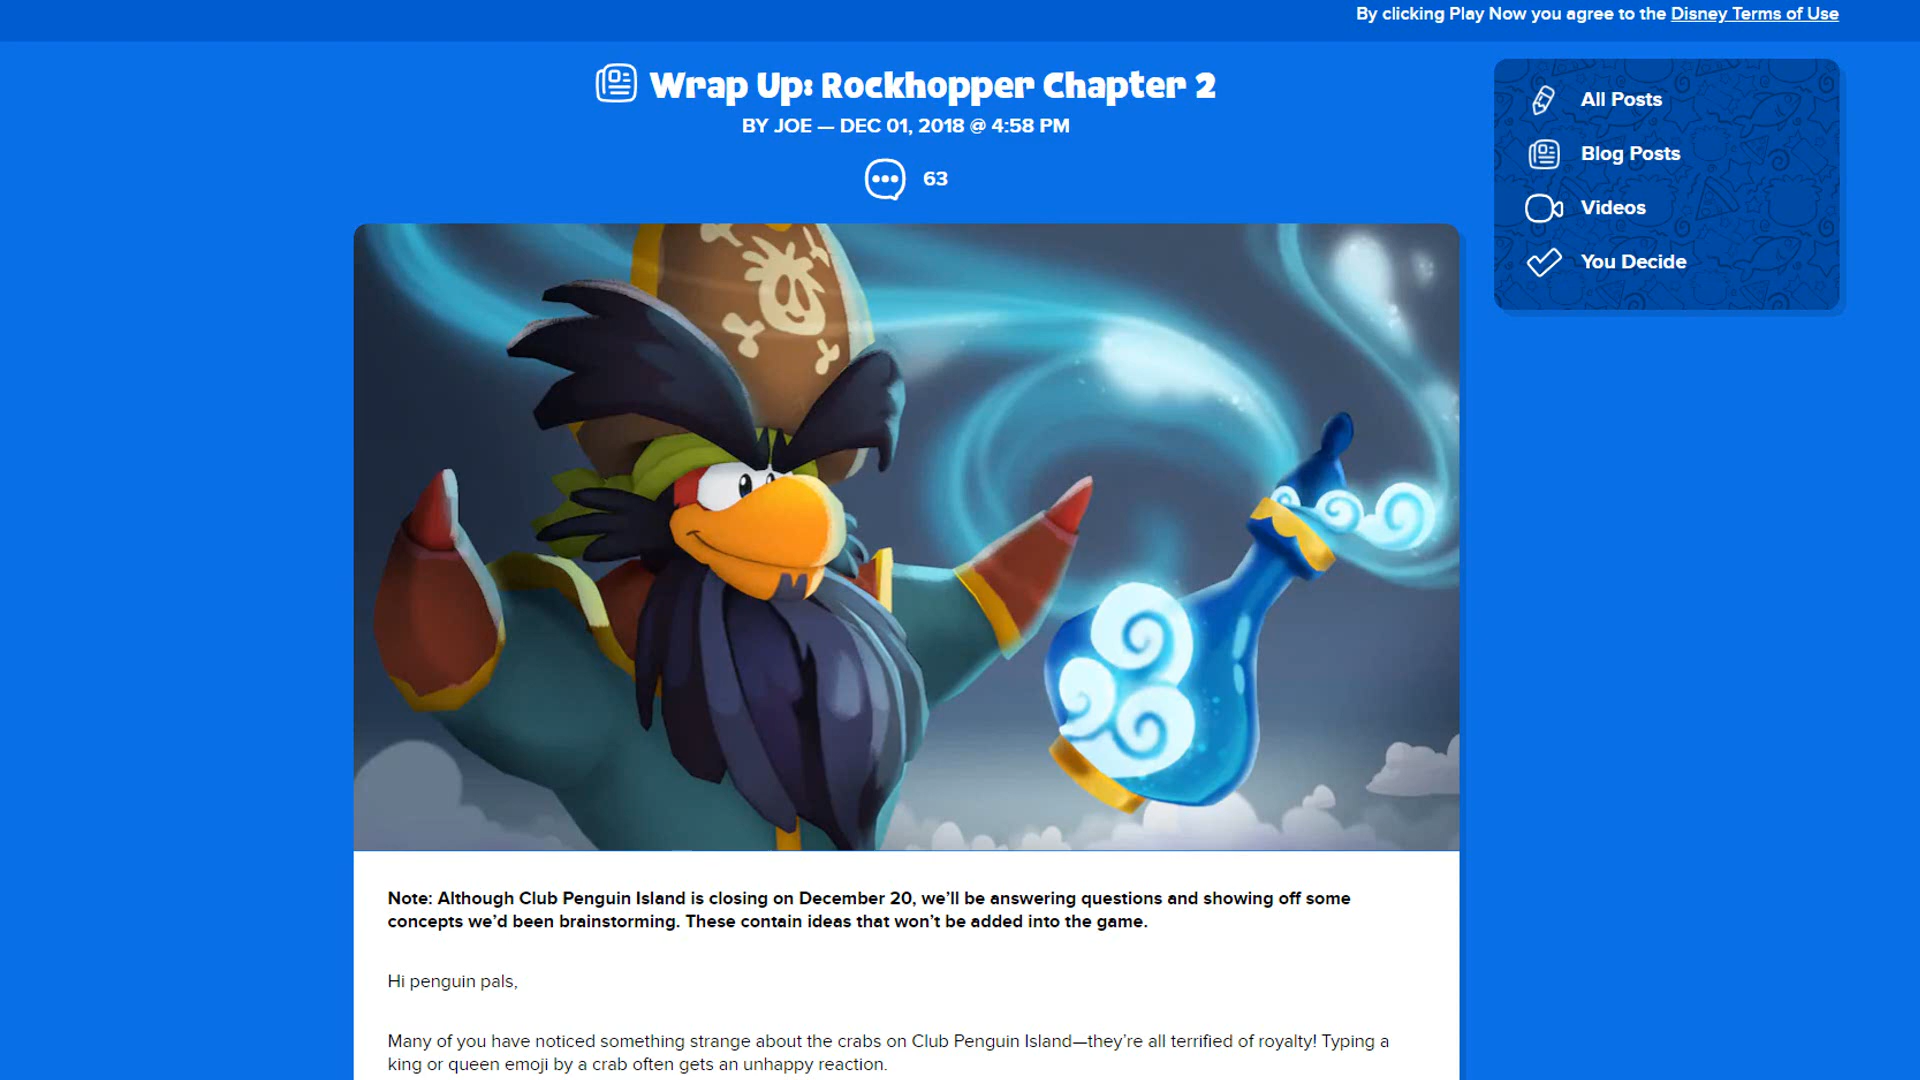 By clicking Play Now you agree to the Disney Terms of Use
Wrap Up: Rockhopper Chapter 2
BY JOE — DEC 01, 2018 @ 4:58 PM
63
All Posts
Blog Posts
Videos
You Decide
Note: Although Club Penguin Island is closing on December 20, we’ll be answering questions and showing off some
concepts we’d been brainstorming. These contain ideas that won’t be added into the game.
Hi penguin pals,
Many of you have noticed something strange about the crabs on Club Penguin Island—they’re all terrified of royalty! Typing a
king or queen emoji by a crab often gets an unhappy reaction.